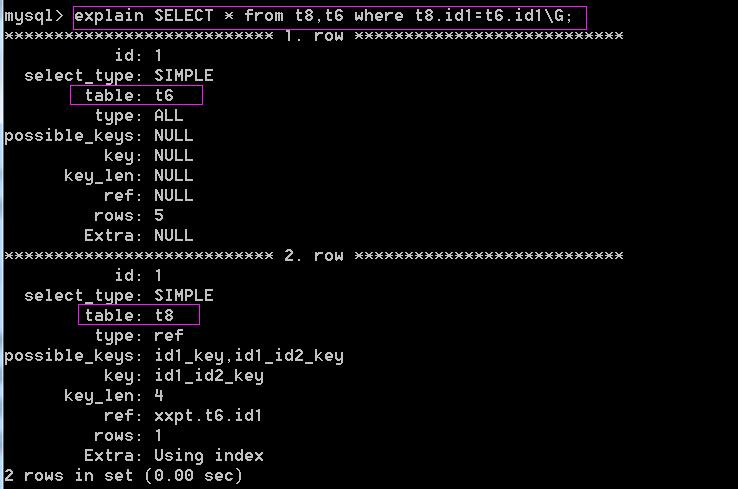 mysql> explain SELECT * from t8,t6 where t8.id1=t6.id1\G;
*************************** 1. row ***************************
id: 1
select_type: SIMPLE
table: t6
type: ALL
possible_keys: NULL
key: NULL
key_len: NULL
ref: NULL
rows: 5
Extra: NULL
*************************** 2. row ***************************
id: 1
select_type: SIMPLE
table: t8
type: ref
possible_keys: id1_key,id1_id2_key
key: id1_id2_key
key_len: 4
ref: xxpt.t6.id1
rows: 1
Extra: Using index
2 rows in set (0.00 sec)